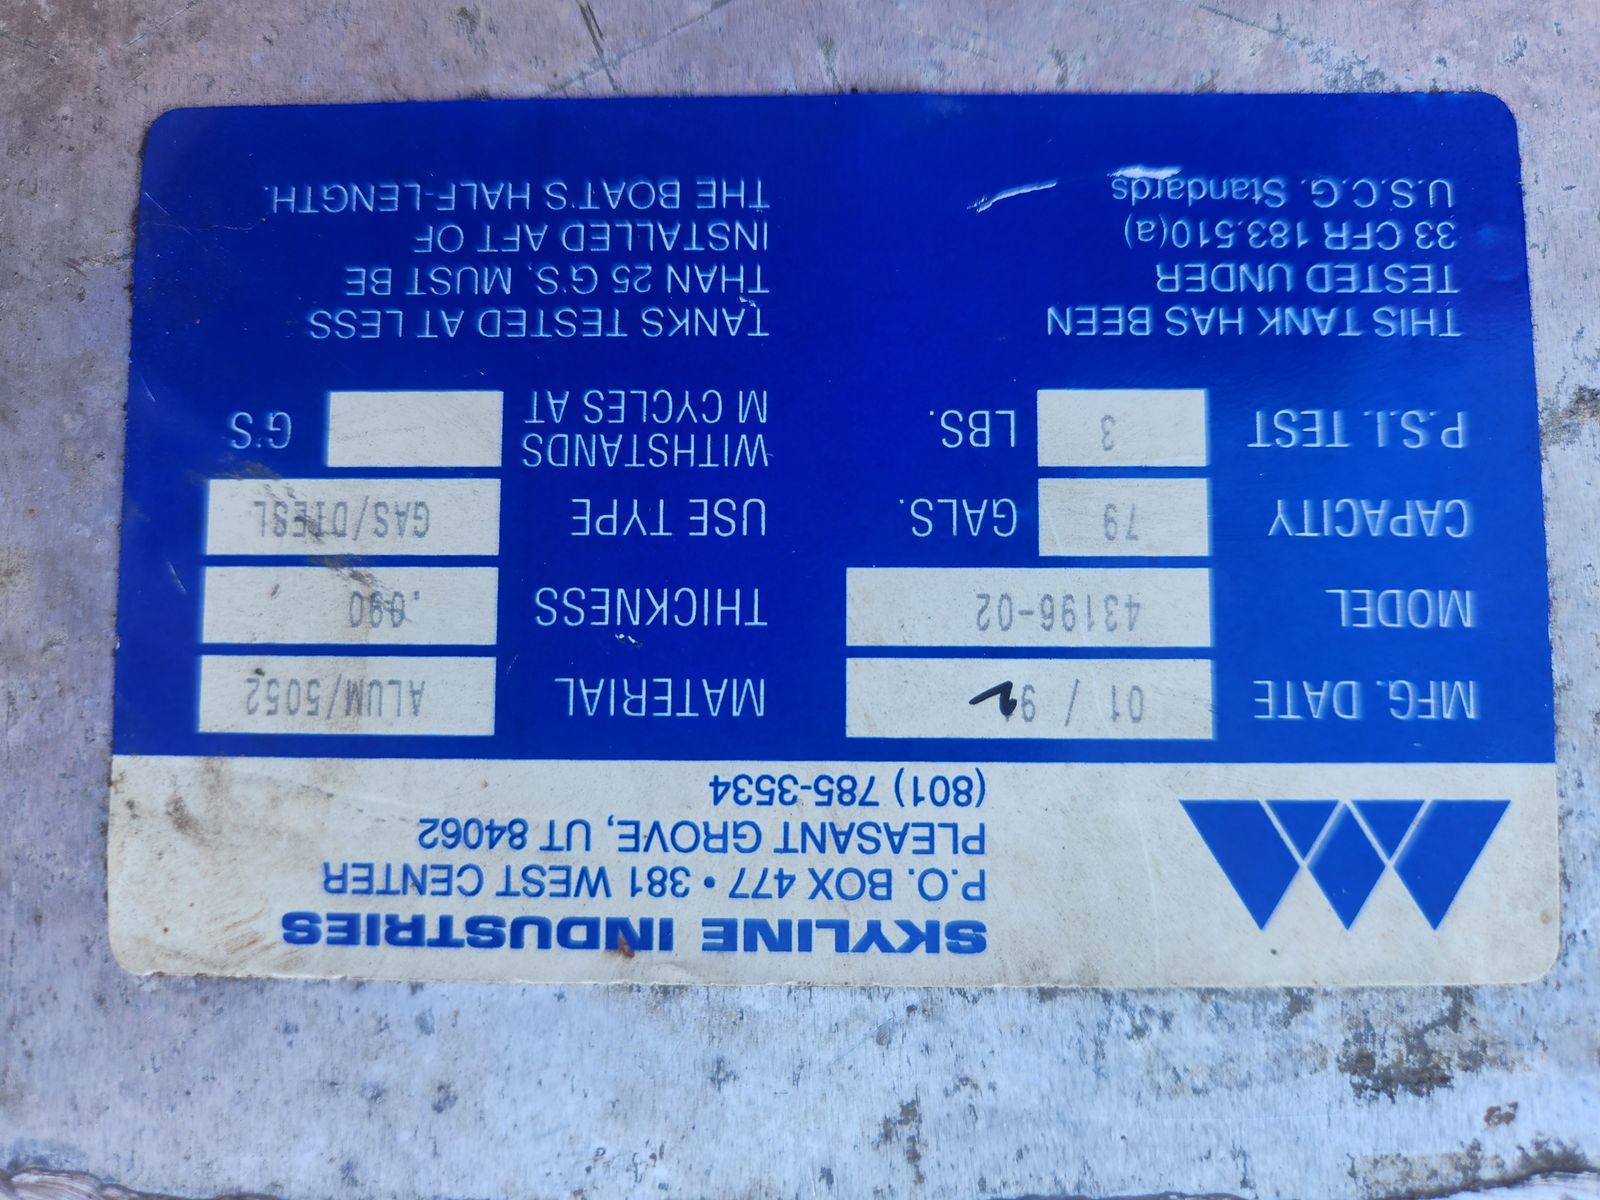 SKYLINE INDUSTRIES
P.O. BOX 477 • 381 WEST CENTER
PLEASANT GROVE, UT 84062
(801) 785-3534
MFG. DATE 01 / 92
MATERIAL ALUM/5052
MODEL 43196-02
THICKNESS .090
CAPACITY 79 GALS.
USE TYPE GAS/DIESL
P.S.I. TEST 3 LBS.
WITHSTANDS
M CYCLES AT G'S
THIS TANK HAS BEEN
TESTED UNDER
33 CFR 183.510(a)
U.S.C.G. Standards
TANKS TESTED AT LESS
THAN 25 G'S, MUST BE
INSTALLED AFT OF
THE BOAT'S HALF-LENGTH.